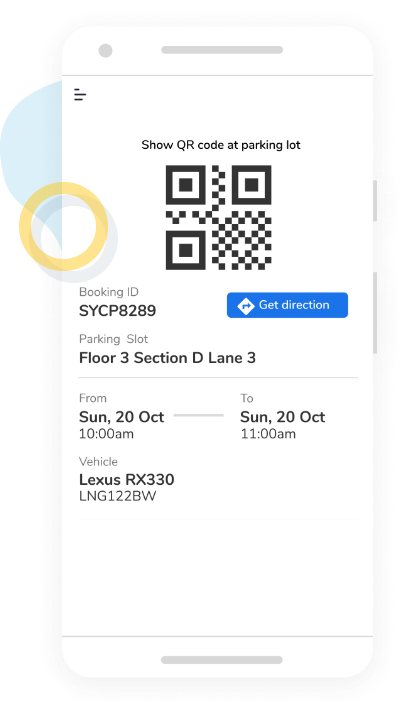 Show QR code at parking lot
Booking ID
SYCP8289
Get direction
Parking Slot
Floor 3 Section D Lane 3
From
To
Sun, 20 Oct
Sun, 20 Oct
10:00am
11:00am
Vehicle
Lexus RX330
LNG122BW